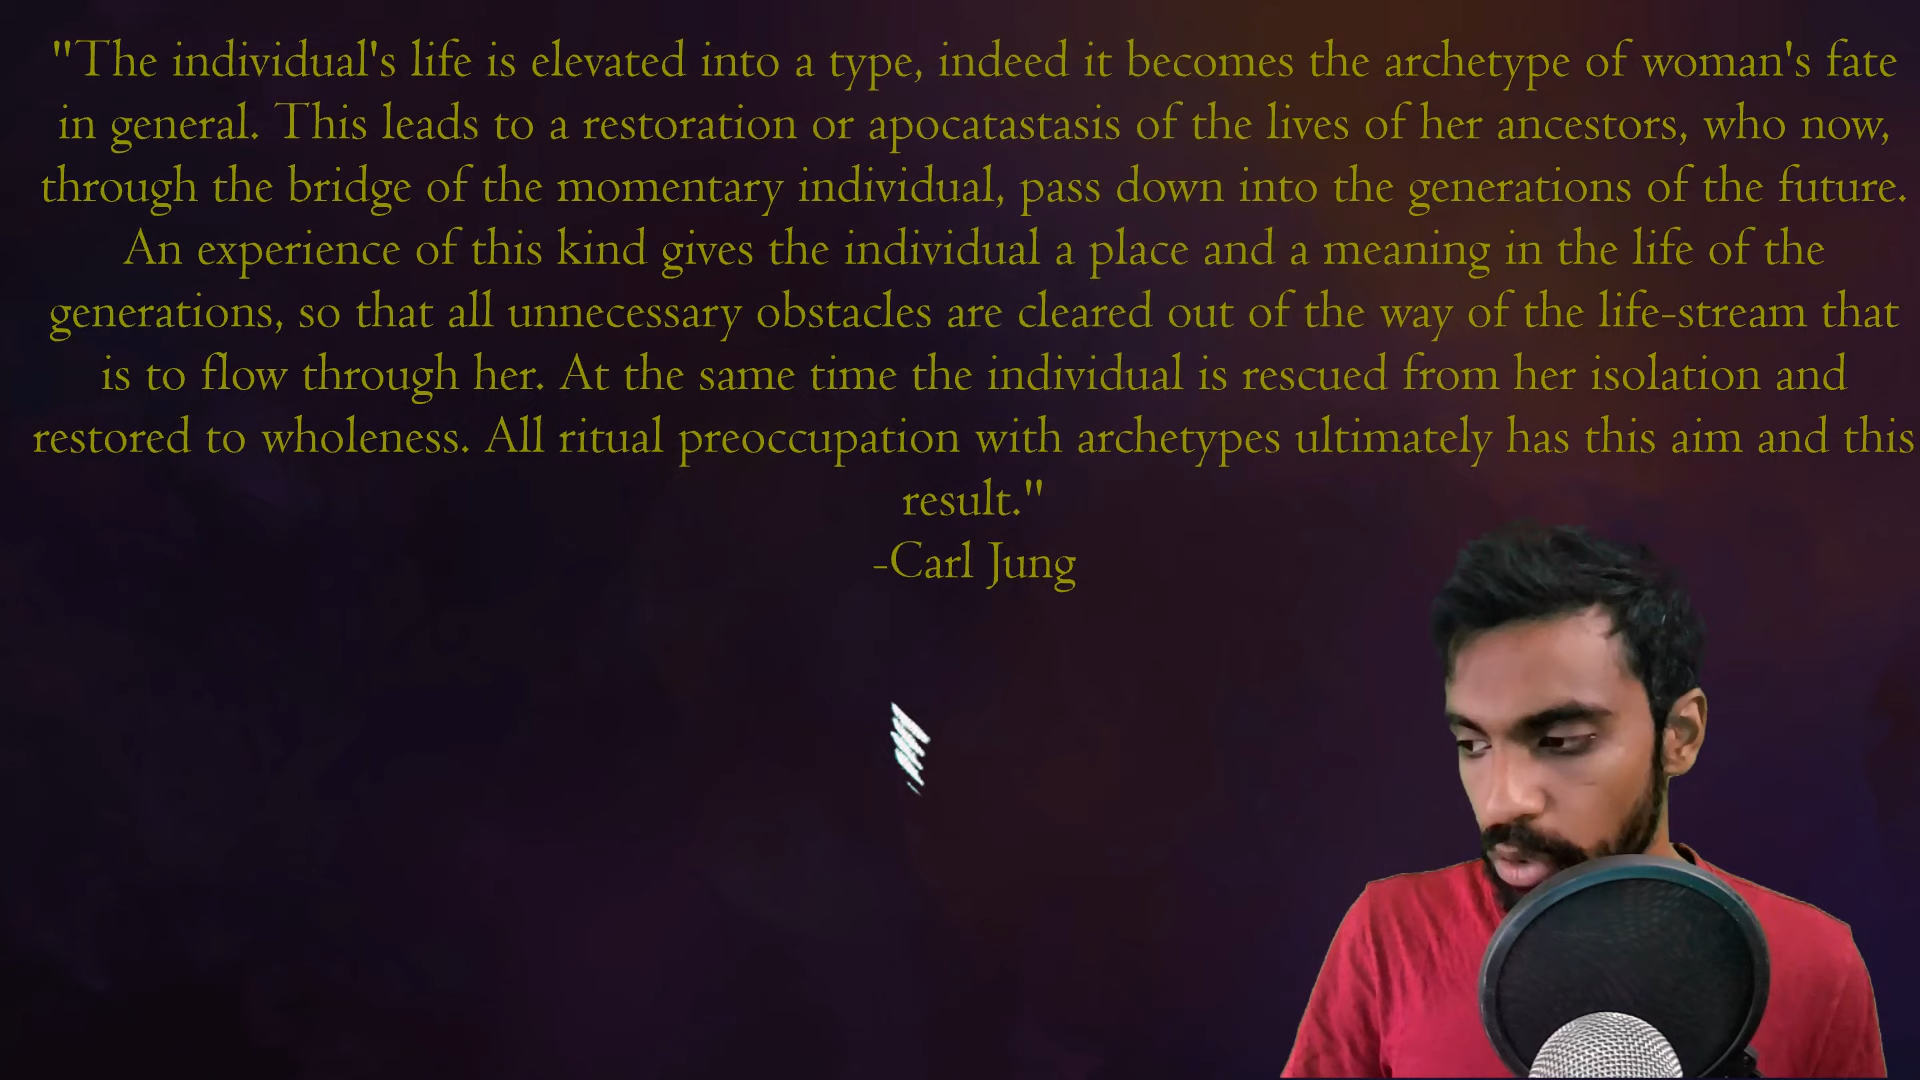 "The individual's life is elevated into a type, indeed it becomes the archetype of woman's fate
in general. This leads to a restoration or apocatastasis of the lives of her ancestors, who now,
through the bridge of the momentary individual, pass down into the generations of the future.
An experience of this kind gives the individual a place and a meaning in the life of the
generations, so that all unnecessary obstacles are cleared out of the way of the life-stream that
is to flow through her. At the same time the individual is rescued from her isolation and
restored to wholeness. All ritual preoccupation with archetypes ultimately has this aim and this
result."
-Carl Jung